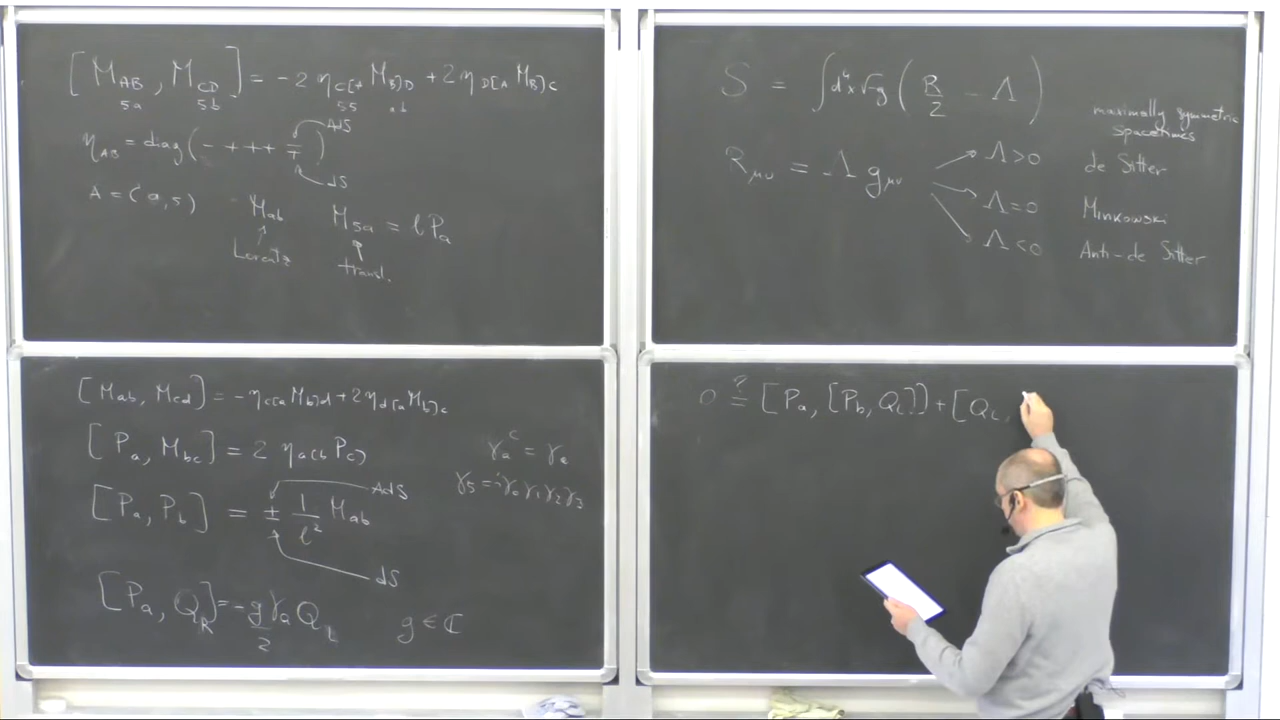 [M_AB, M_CD] = -2 η_C[A M_B]D + 2 η_D[A M_B]C
5a 5b 55 ab
η_AB = diag(- + + + ∓)
AdS
dS
A = (a,5) M_ab M_5a = l P_a
Lorentz transl.
[M_ab, M_cd] = -η_c[a M_b]d + 2 η_d[a M_b]c
[P_a, M_bc] = 2 η_a[b P_c]
γ_a^C = γ_a
γ_5 = iγ_0 γ_1 γ_2 γ_3
[P_a, P_b] = ± 1/l² M_ab
AdS
dS
[P_a, Q_R] = -g/2 γ_a Q_L g ∈ ℂ
S = ∫d⁴x √-g (R/2 - Λ)
maximally symmetric
spacetimes
R_μν = Λ g_μν
Λ>0 de Sitter
Λ=0 Minkowski
Λ<0 Anti-de Sitter
0 ≟ [P_a, [P_b, Q_L]] + [Q_L,